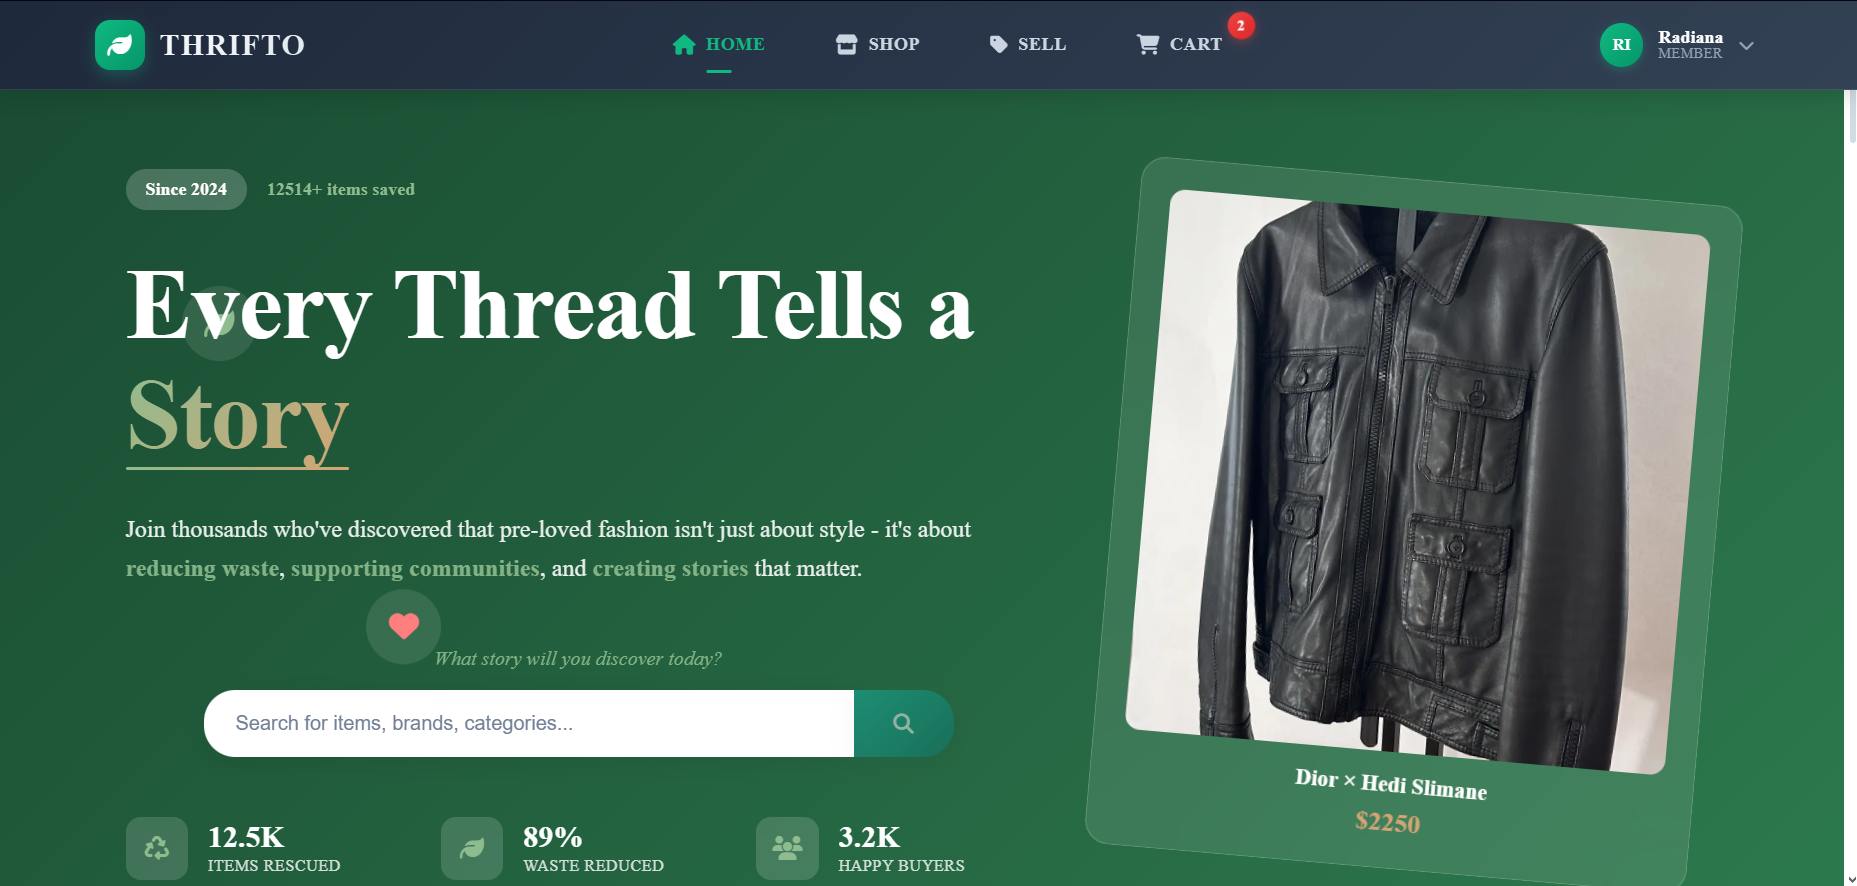 THRIFTO
HOME
SHOP
SELL
CART
2
RI
Radiana
MEMBER
Since 2024
12514+ items saved
Every Thread Tells a
Story
Join thousands who've discovered that pre-loved fashion isn't just about style - it's about
reducing waste, supporting communities, and creating stories that matter.
What story will you discover today?
Search for items, brands, categories...
12.5K
ITEMS RESCUED
89%
WASTE REDUCED
3.2K
HAPPY BUYERS
Dior × Hedi Slimane
$2250